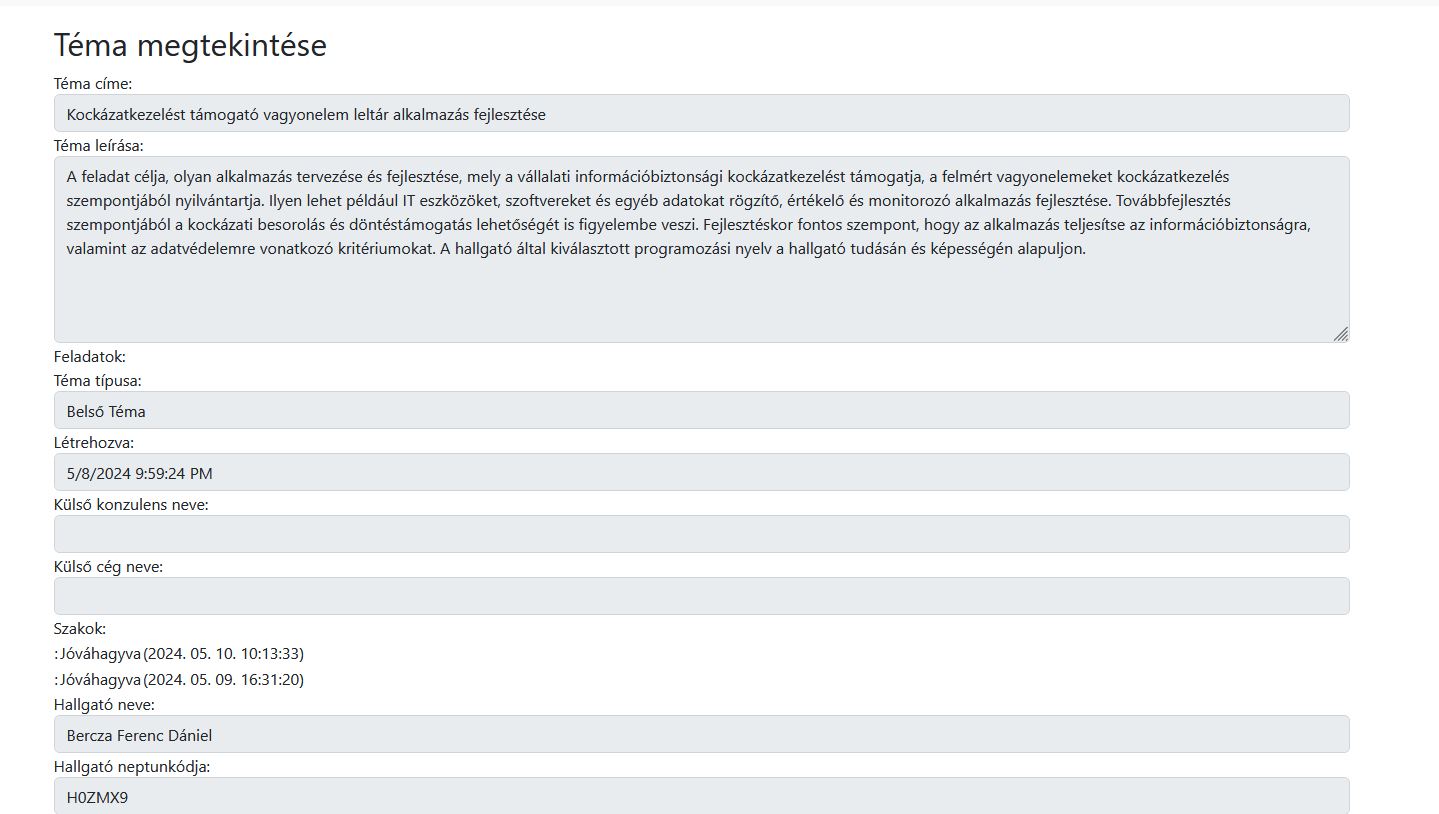 Téma megtekintése
Téma címe:
Kockázatkezelést támogató vagyonelem leltár alkalmazás fejlesztése
Téma leírása:
A feladat célja, olyan alkalmazás tervezése és fejlesztése, mely a vállalati információbiztonsági kockázatkezelést támogatja, a felmért vagyonelemeket kockázatkezelés
szempontjából nyilvántartja. Ilyen lehet például IT eszközöket, szoftvereket és egyéb adatokat rögzítő, értékelő és monitorozó alkalmazás fejlesztése. Továbbfejlesztés
szempontjából a kockázati besorolás és döntéstámogatás lehetőségét is figyelembe veszi. Fejlesztéskor fontos szempont, hogy az alkalmazás teljesítse az információbiztonságra,
valamint az adatvédelemre vonatkozó kritériumokat. A hallgató által kiválasztott programozási nyelv a hallgató tudásán és képességén alapuljon.
Feladatok:
Téma típusa:
Belső Téma
Létrehozva:
5/8/2024 9:59:24 PM
Külső konzulens neve:
Külső cég neve:
Szakok:
:Jóváhagyva(2024. 05. 10. 10:13:33)
:Jóváhagyva(2024. 05. 09. 16:31:20)
Hallgató neve:
Bercza Ferenc Dániel
Hallgató neptunkódja:
H0ZMX9